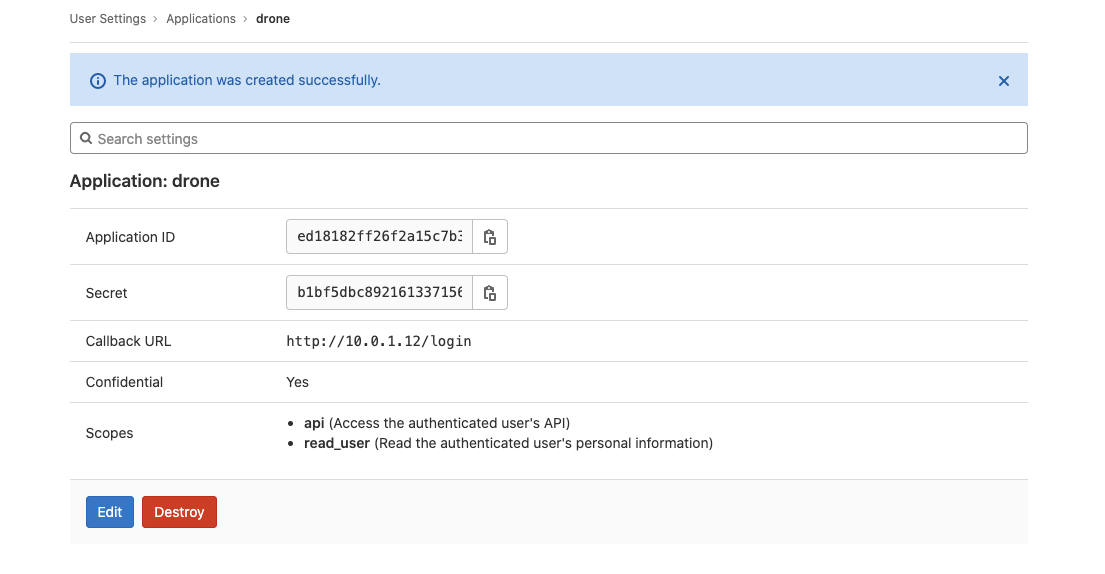 User Settings › Applications › drone
The application was created successfully.
Search settings
Application: drone
Application ID ed18182ff26f2a15c7b3
Secret b1bf5dbc892161337156
Callback URL http://10.0.1.12/login
Confidential Yes
Scopes
• api (Access the authenticated user's API)
• read_user (Read the authenticated user's personal information)
Edit Destroy